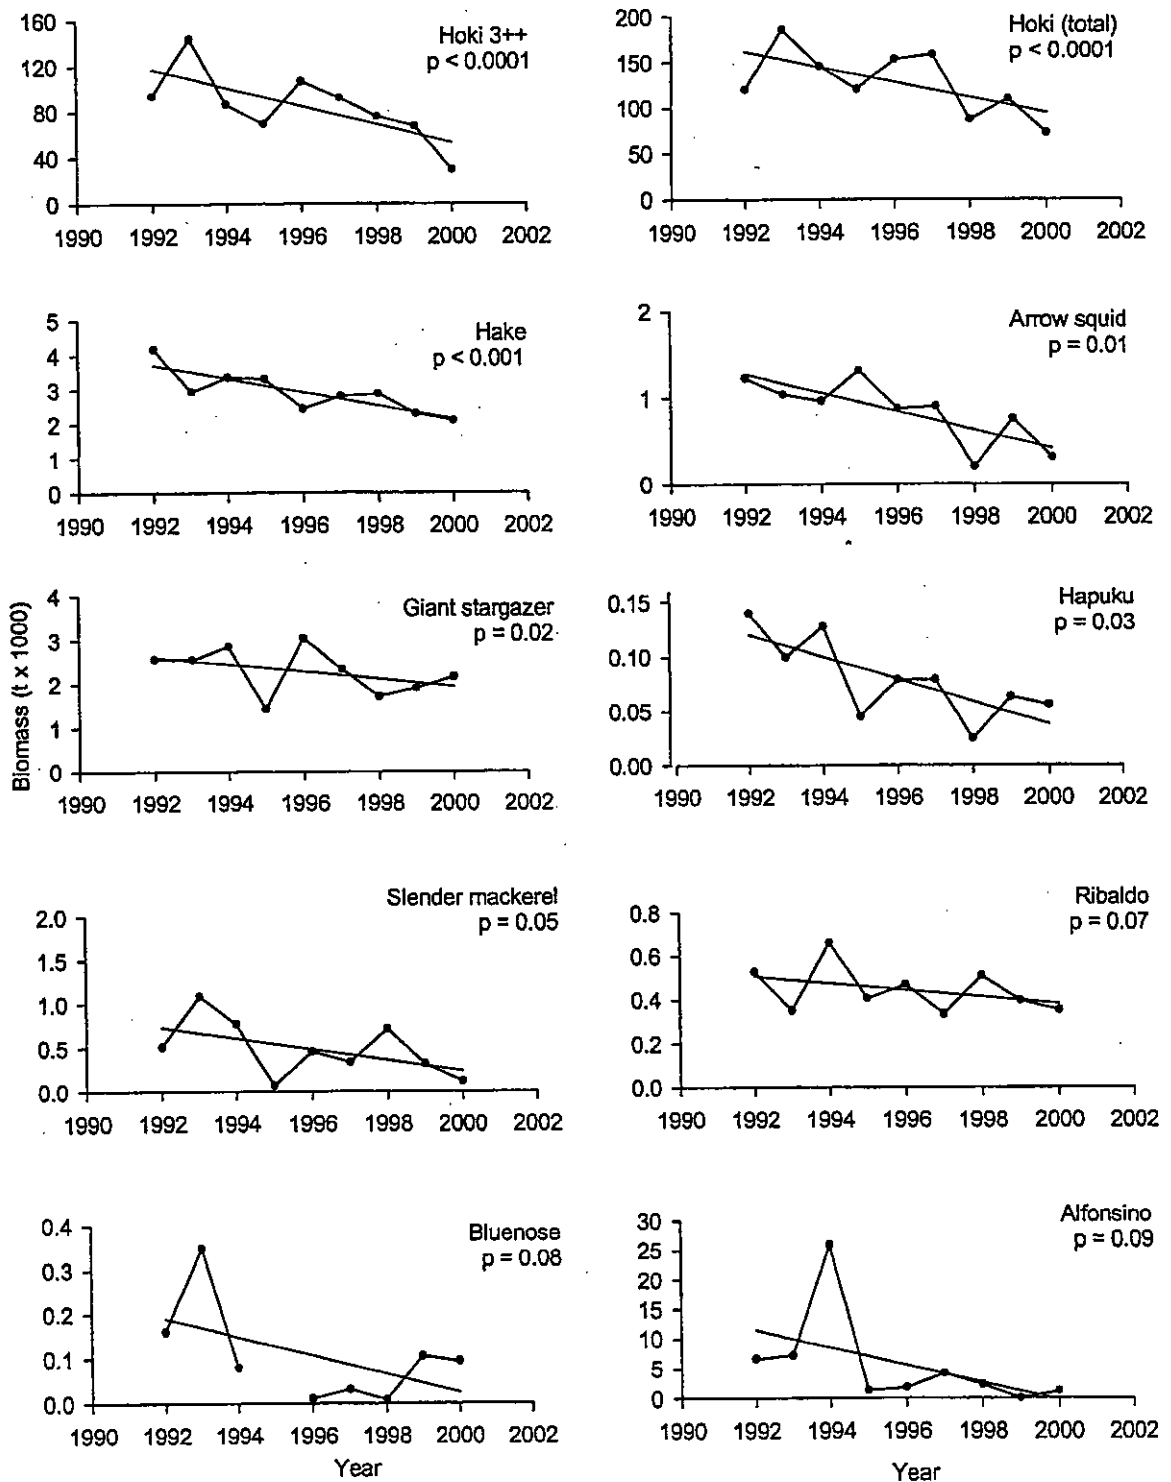 Hoki 3++
p < 0.0001
160
120
80
40
0
1990 1992 1994 1996 1998 2000 2002
Hoki (total)
p < 0.0001
200
150
100
50
0
1990 1992 1994 1996 1998 2000 2002
Hake
p < 0.001
5
4
3
2
1
0
1990 1992 1994 1996 1998 2000 2002
Arrow squid
p = 0.01
2
1
0
1990 1992 1994 1996 1998 2000 2002
Biomass (t x 1000)
Giant stargazer
p = 0.02
4
3
2
1
0
1990 1992 1994 1996 1998 2000 2002
Hapuku
p = 0.03
0.15
0.10
0.05
0.00
1990 1992 1994 1996 1998 2000 2002
Slender mackerel
p = 0.05
2.0
1.5
1.0
0.5
0.0
1990 1992 1994 1996 1998 2000 2002
Ribaldo
p = 0.07
0.8
0.6
0.4
0.2
0.0
1990 1992 1994 1996 1998 2000 2002
Bluenose
p = 0.08
0.4
0.3
0.2
0.1
0.0
1990 1992 1994 1996 1998 2000 2002
Year
Alfonsino
p = 0.09
30
25
20
15
10
5
0
1990 1992 1994 1996 1998 2000 2002
Year